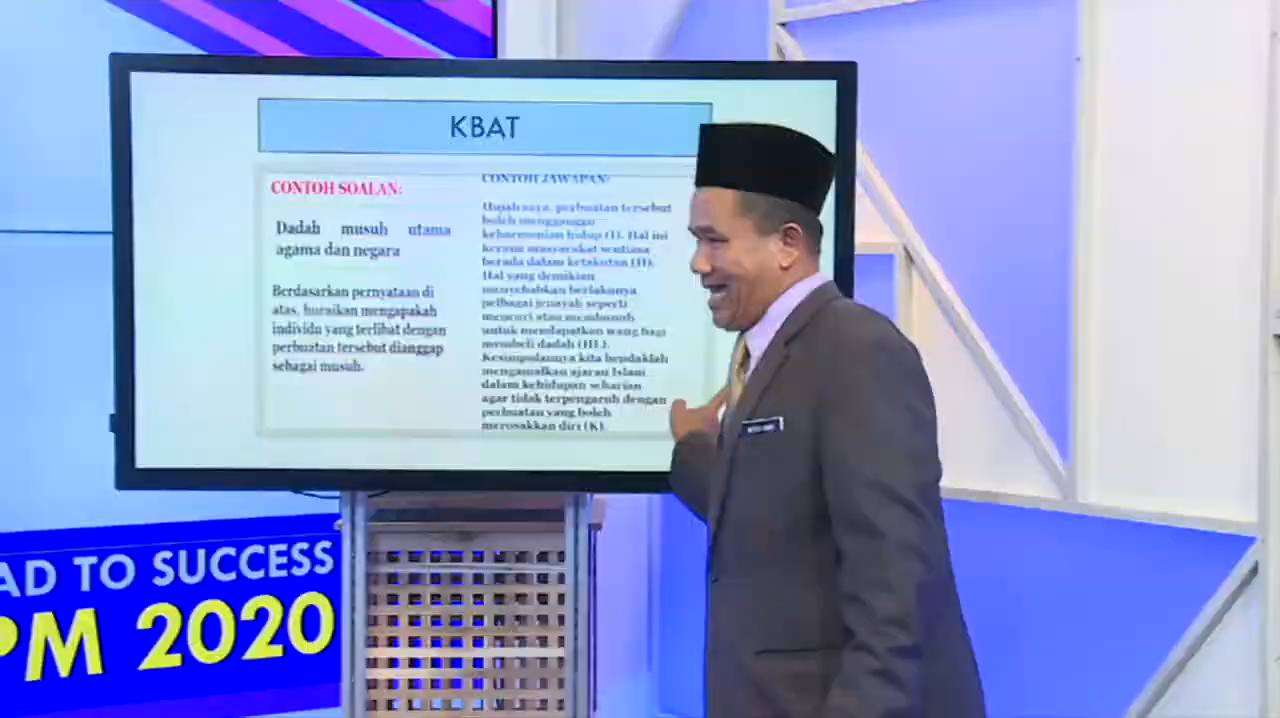 KBAT
CONTOH SOALAN:
Dadah musuh utama
agama dan negara
Berdasarkan pernyataan di
atas, huraikan mengapakah
individu yang terlibat dengan
perbuatan tersebut dianggap
sebagai musuh.
CONTOH JAWAPAN:
Hujah saya, perbuatan tersebut
boleh mengganggu
keharmonian hidup (I). Hal ini
kerana masyarakat sentiasa
berada dalam ketakutan (H).
Hal yang demikian
menyebabkan berlakunya
pelbagai jenayah seperti
mencuri atau membunuh
untuk mendapatkan wang bagi
membeli dadah (H1.).
Kesimpulannya kita hendaklah
mengamalkan ajaran Islam
dalam kehidupan seharian
agar tidak terpengaruh dengan
perbuatan yang boleh
merosakkan diri (K).
AD TO SUCCESS
PM 2020